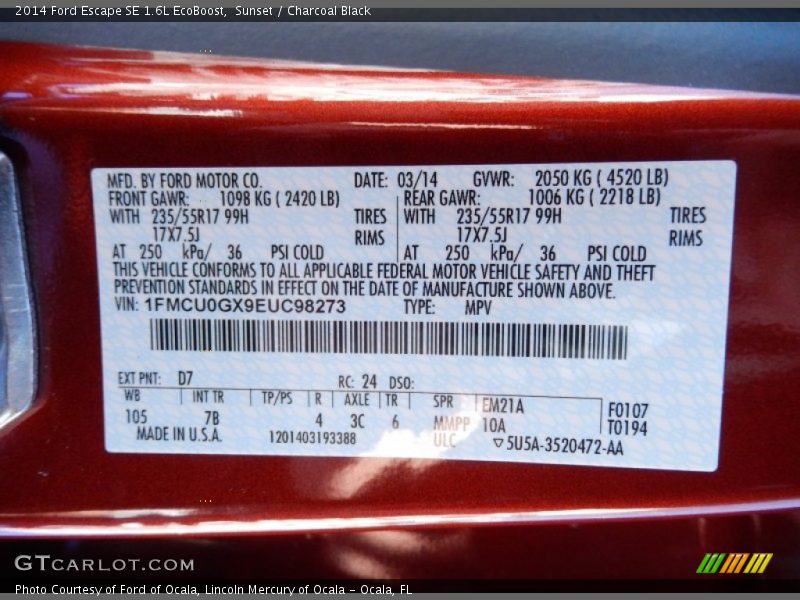 2014 Ford Escape SE 1.6L EcoBoost, Sunset / Charcoal Black
MFD. BY FORD MOTOR CO. DATE: 03/14 GVWR: 2050 KG ( 4520 LB)
FRONT GAWR: 1098 KG ( 2420 LB) REAR GAWR: 1006 KG ( 2218 LB)
WITH 235/55R17 99H TIRES WITH 235/55R17 99H TIRES
17X7.5J RIMS 17X7.5J RIMS
AT 250 kPa/ 36 PSI COLD AT 250 kPa/ 36 PSI COLD
THIS VEHICLE CONFORMS TO ALL APPLICABLE FEDERAL MOTOR VEHICLE SAFETY AND THEFT
PREVENTION STANDARDS IN EFFECT ON THE DATE OF MANUFACTURE SHOWN ABOVE.
VIN: 1FMCU0GX9EUC98273 TYPE: MPV
EXT PNT: D7 RC: 24 DSO:
WB INT TR TP/PS R AXLE TR SPR EM21A F0107
105 7B 4 3C 6 MMPP 10A T0194
MADE IN U.S.A. 1201403193388 ULC ▽5U5A-3520472-AA
GTCARLOT.COM
Photo Courtesy of Ford of Ocala, Lincoln Mercury of Ocala - Ocala, FL